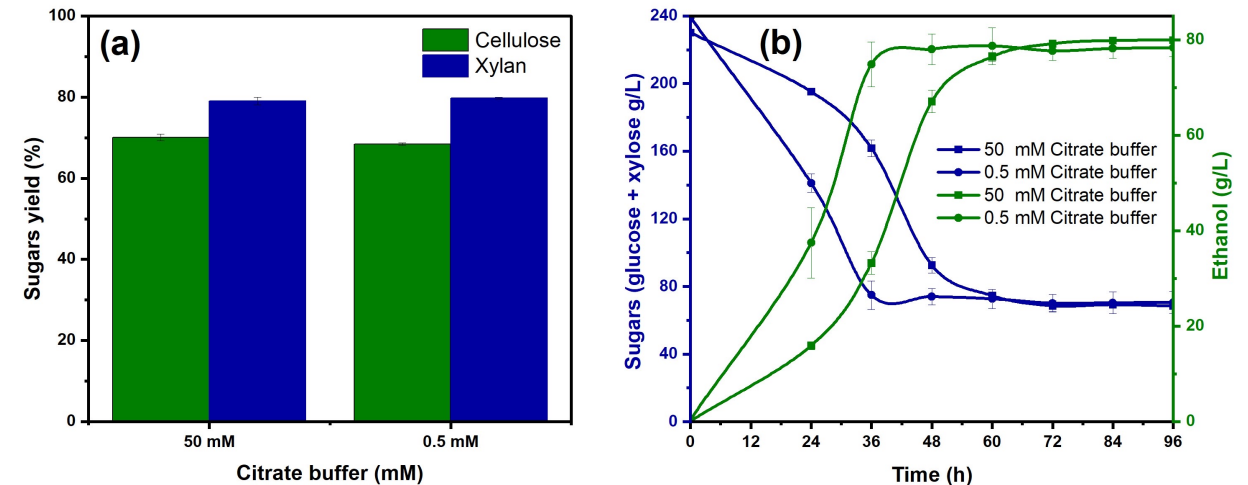 (a)
Cellulose
Xylan
100
80
60
40
20
0
Sugars yield (%)
50 mM
0.5 mM
Citrate buffer (mM)
(b)
240
200
160
120
80
40
0
Sugars (glucose + xylose g/L)
50 mM Citrate buffer
0.5 mM Citrate buffer
50 mM Citrate buffer
0.5 mM Citrate buffer
80
60
40
20
0
Ethanol (g/L)
0 12 24 36 48 60 72 84 96
Time (h)